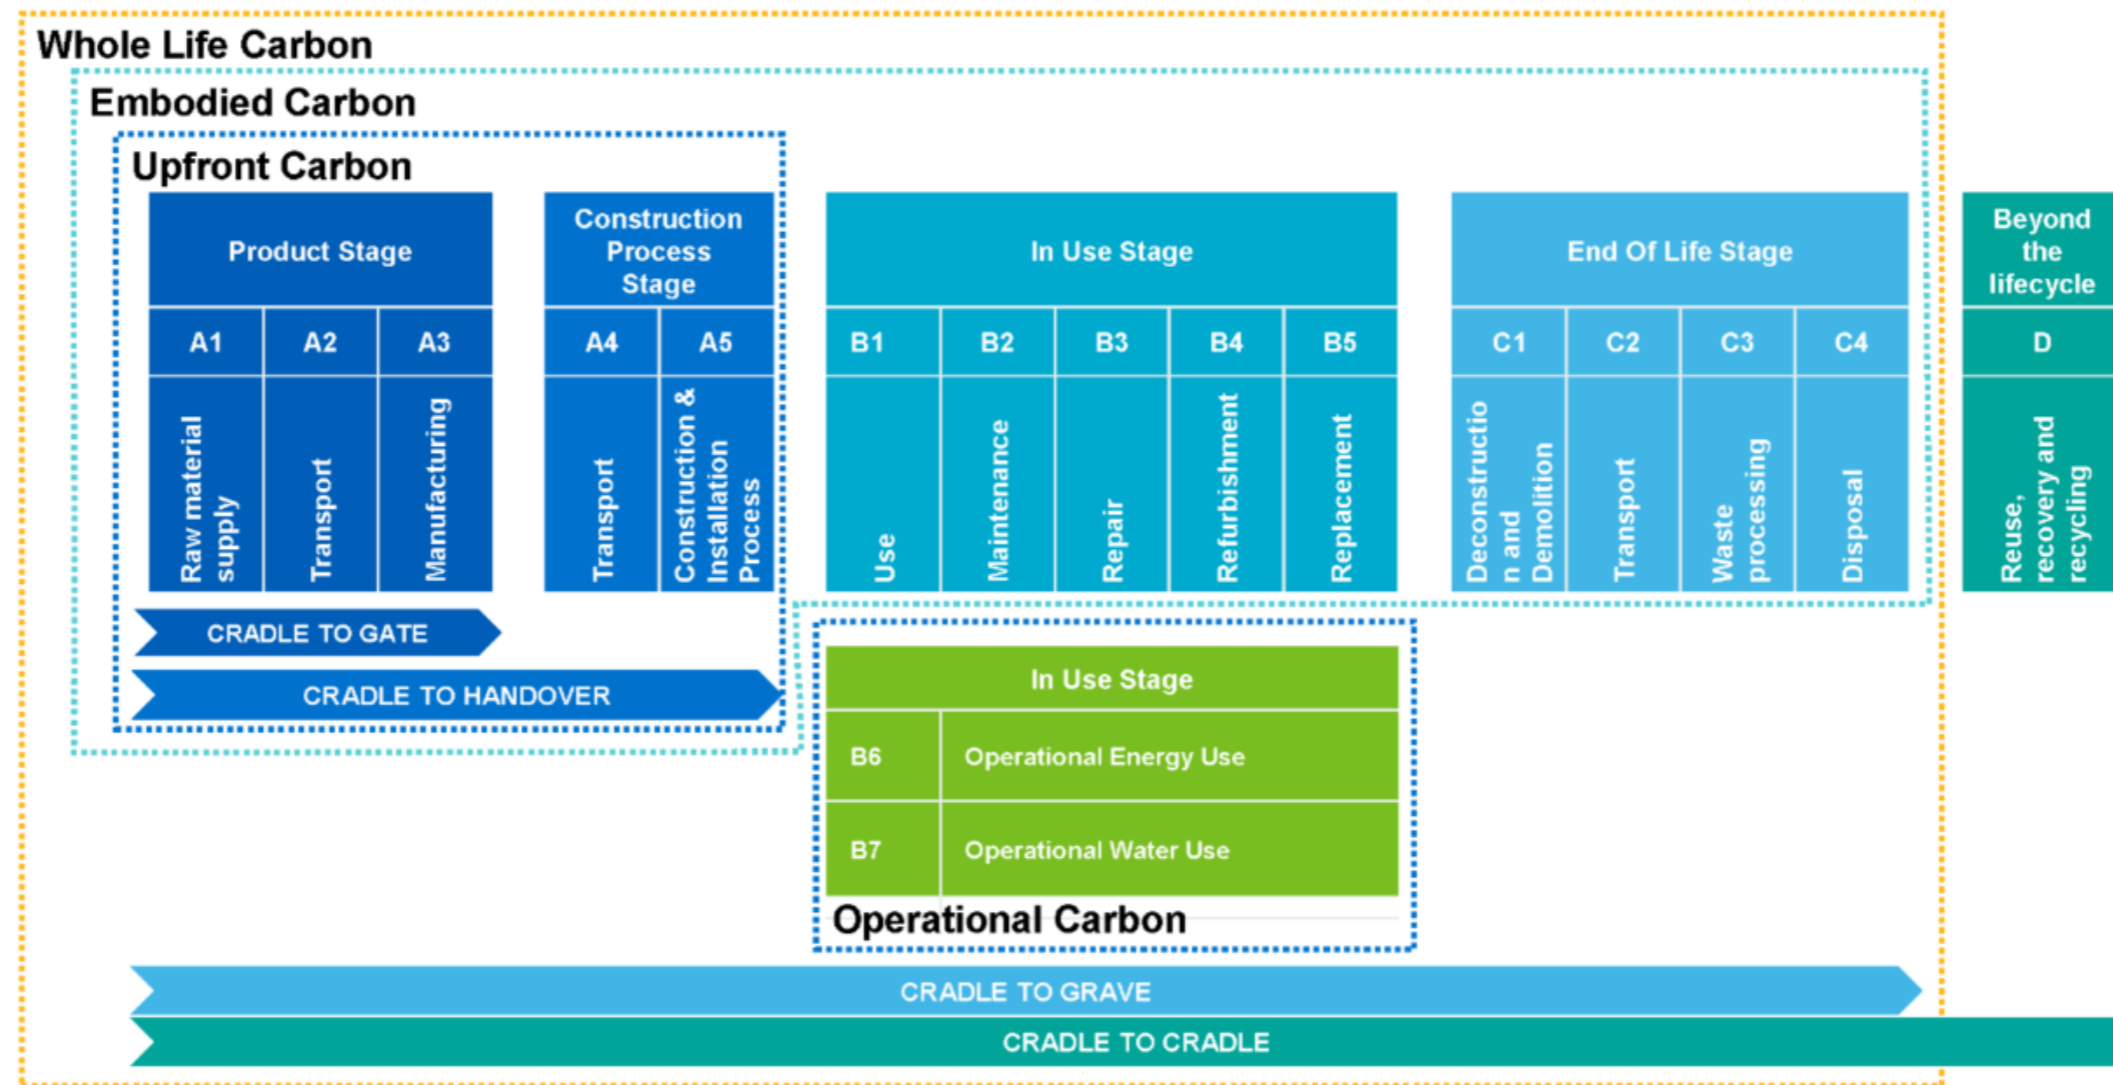 Whole Life Carbon
Embodied Carbon
Upfront Carbon
Product Stage
A1
A2
A3
Raw material
supply
Transport
Manufacturing
Construction
Process
Stage
A4
A5
Transport
Construction &
Installation
Process
In Use Stage
B1
B2
B3
B4
B5
Use
Maintenance
Repair
Refurbishment
Replacement
End Of Life Stage
C1
C2
C3
C4
Deconstructio
n and
Demolition
Transport
Waste
processing
Disposal
Beyond
the
lifecycle
D
Reuse,
recovery and
recycling
CRADLE TO GATE
CRADLE TO HANDOVER
In Use Stage
B6
Operational Energy Use
B7
Operational Water Use
Operational Carbon
CRADLE TO GRAVE
CRADLE TO CRADLE